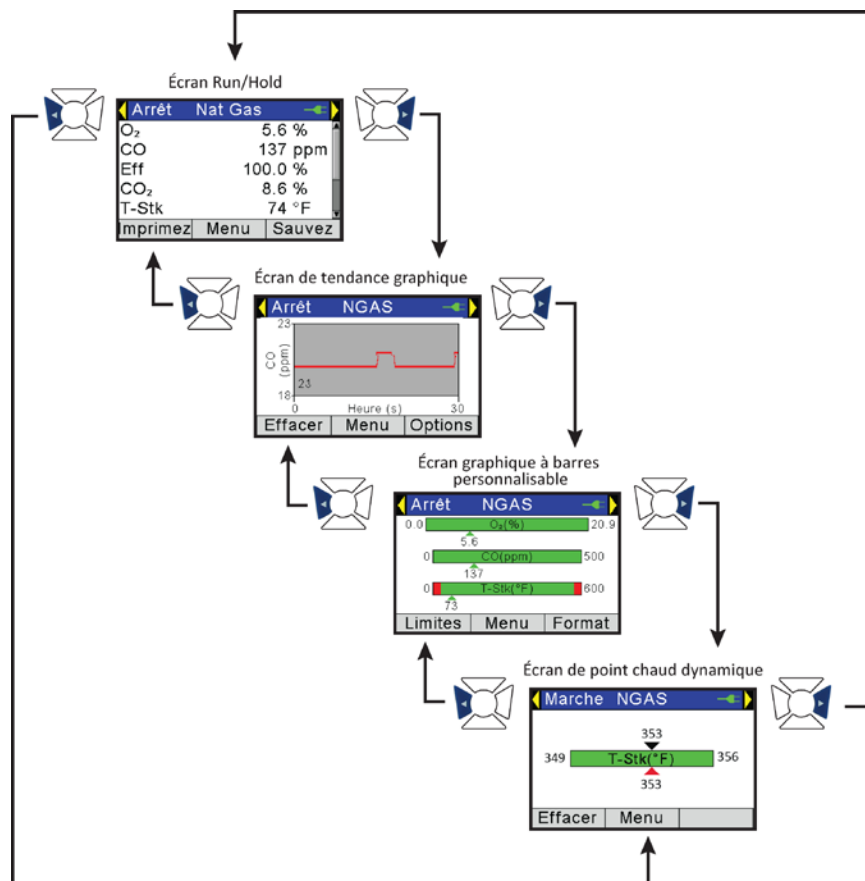 Écran Run/Hold
Arrêt Nat Gas
O₂ 5.6 %
CO 137 ppm
Eff 100.0 %
CO₂ 8.6 %
T-Stk 74 °F
Imprimez Menu Sauvez
Écran de tendance graphique
Arrêt NGAS
23
CO
(ppm)
23
18
0 Heure (s) 30
Effacer Menu Options
Écran graphique à barres
personnalisable
Arrêt NGAS
0.0 O₂(%) 20.9
5.6
0 CO(ppm) 500
137
0 T-Stk(°F) 600
73
Limites Menu Format
Écran de point chaud dynamique
Marche NGAS
353
349 T-Stk(°F) 356
353
Effacer Menu